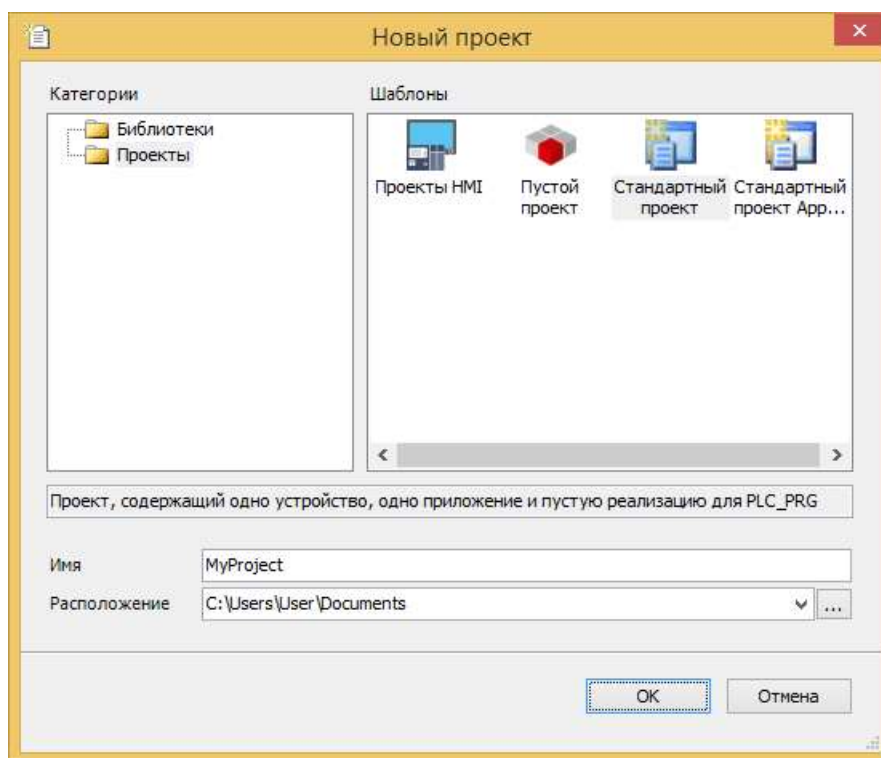 Новый проект
Категории
Шаблоны
Библиотеки
Проекты
Проекты HMI
Пустой
проект
Стандартный
проект
Стандартный
проект App...
Проект, содержащий одно устройство, одно приложение и пустую реализацию для PLC_PRG
Имя
MyProject
Расположение
C:\Users\User\Documents
...
OK
Отмена